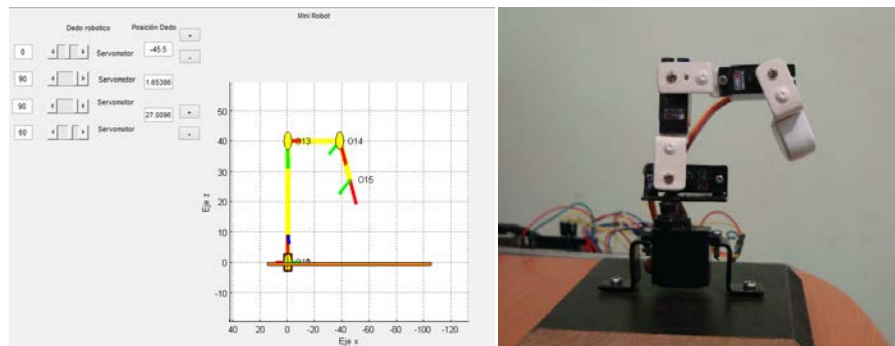 Mini Robot
Dedo robotico
Posición Dedo
+
0
Servomotor
-45.5
-
90
Servomotor
1.65386
90
Servomotor
27.0096
+
60
Servomotor
-
50
40
30
20
10
0
-10
Eje z
O13
O14
O15
40 20 0 -20 -40 -60 -80 -100 -120
Eje x